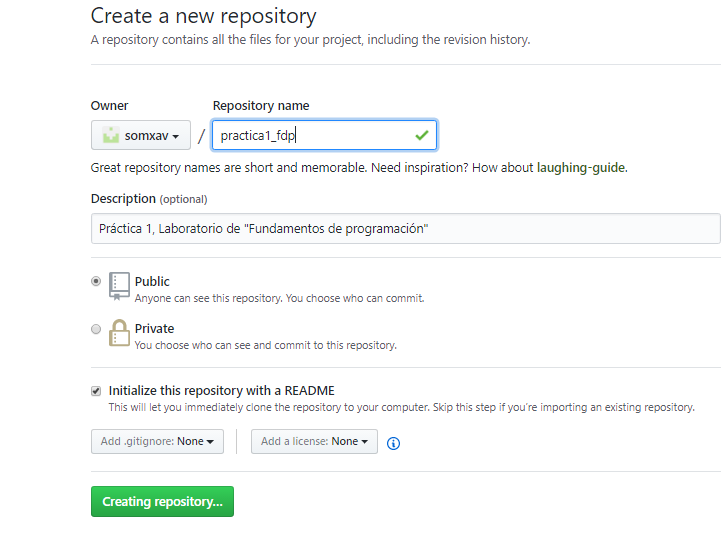 Create a new repository
A repository contains all the files for your project, including the revision history.
Owner
Repository name
somxav
/
practica1_fdp
Great repository names are short and memorable. Need inspiration? How about laughing-guide.
Description (optional)
Práctica 1, Laboratorio de "Fundamentos de programación"
Public
Anyone can see this repository. You choose who can commit.
Private
You choose who can see and commit to this repository.
Initialize this repository with a README
This will let you immediately clone the repository to your computer. Skip this step if you're importing an existing repository.
Add .gitignore: None
Add a license: None
Creating repository...